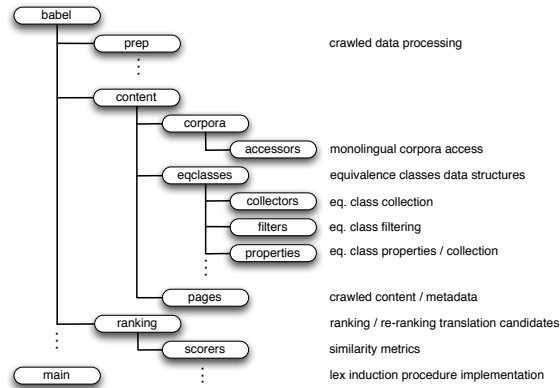 babel
prep crawled data processing
content
corpora
accessors monolingual corpora access
eqclasses equivalence classes data structures
collectors eq. class collection
filters eq. class filtering
properties eq. class properties / collection
pages crawled content / metadata
ranking ranking / re-ranking translation candidates
scorers similarity metrics
main lex induction procedure implementation